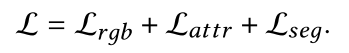 ℒ = ℒ_rgb + ℒ_attr + ℒ_seg.